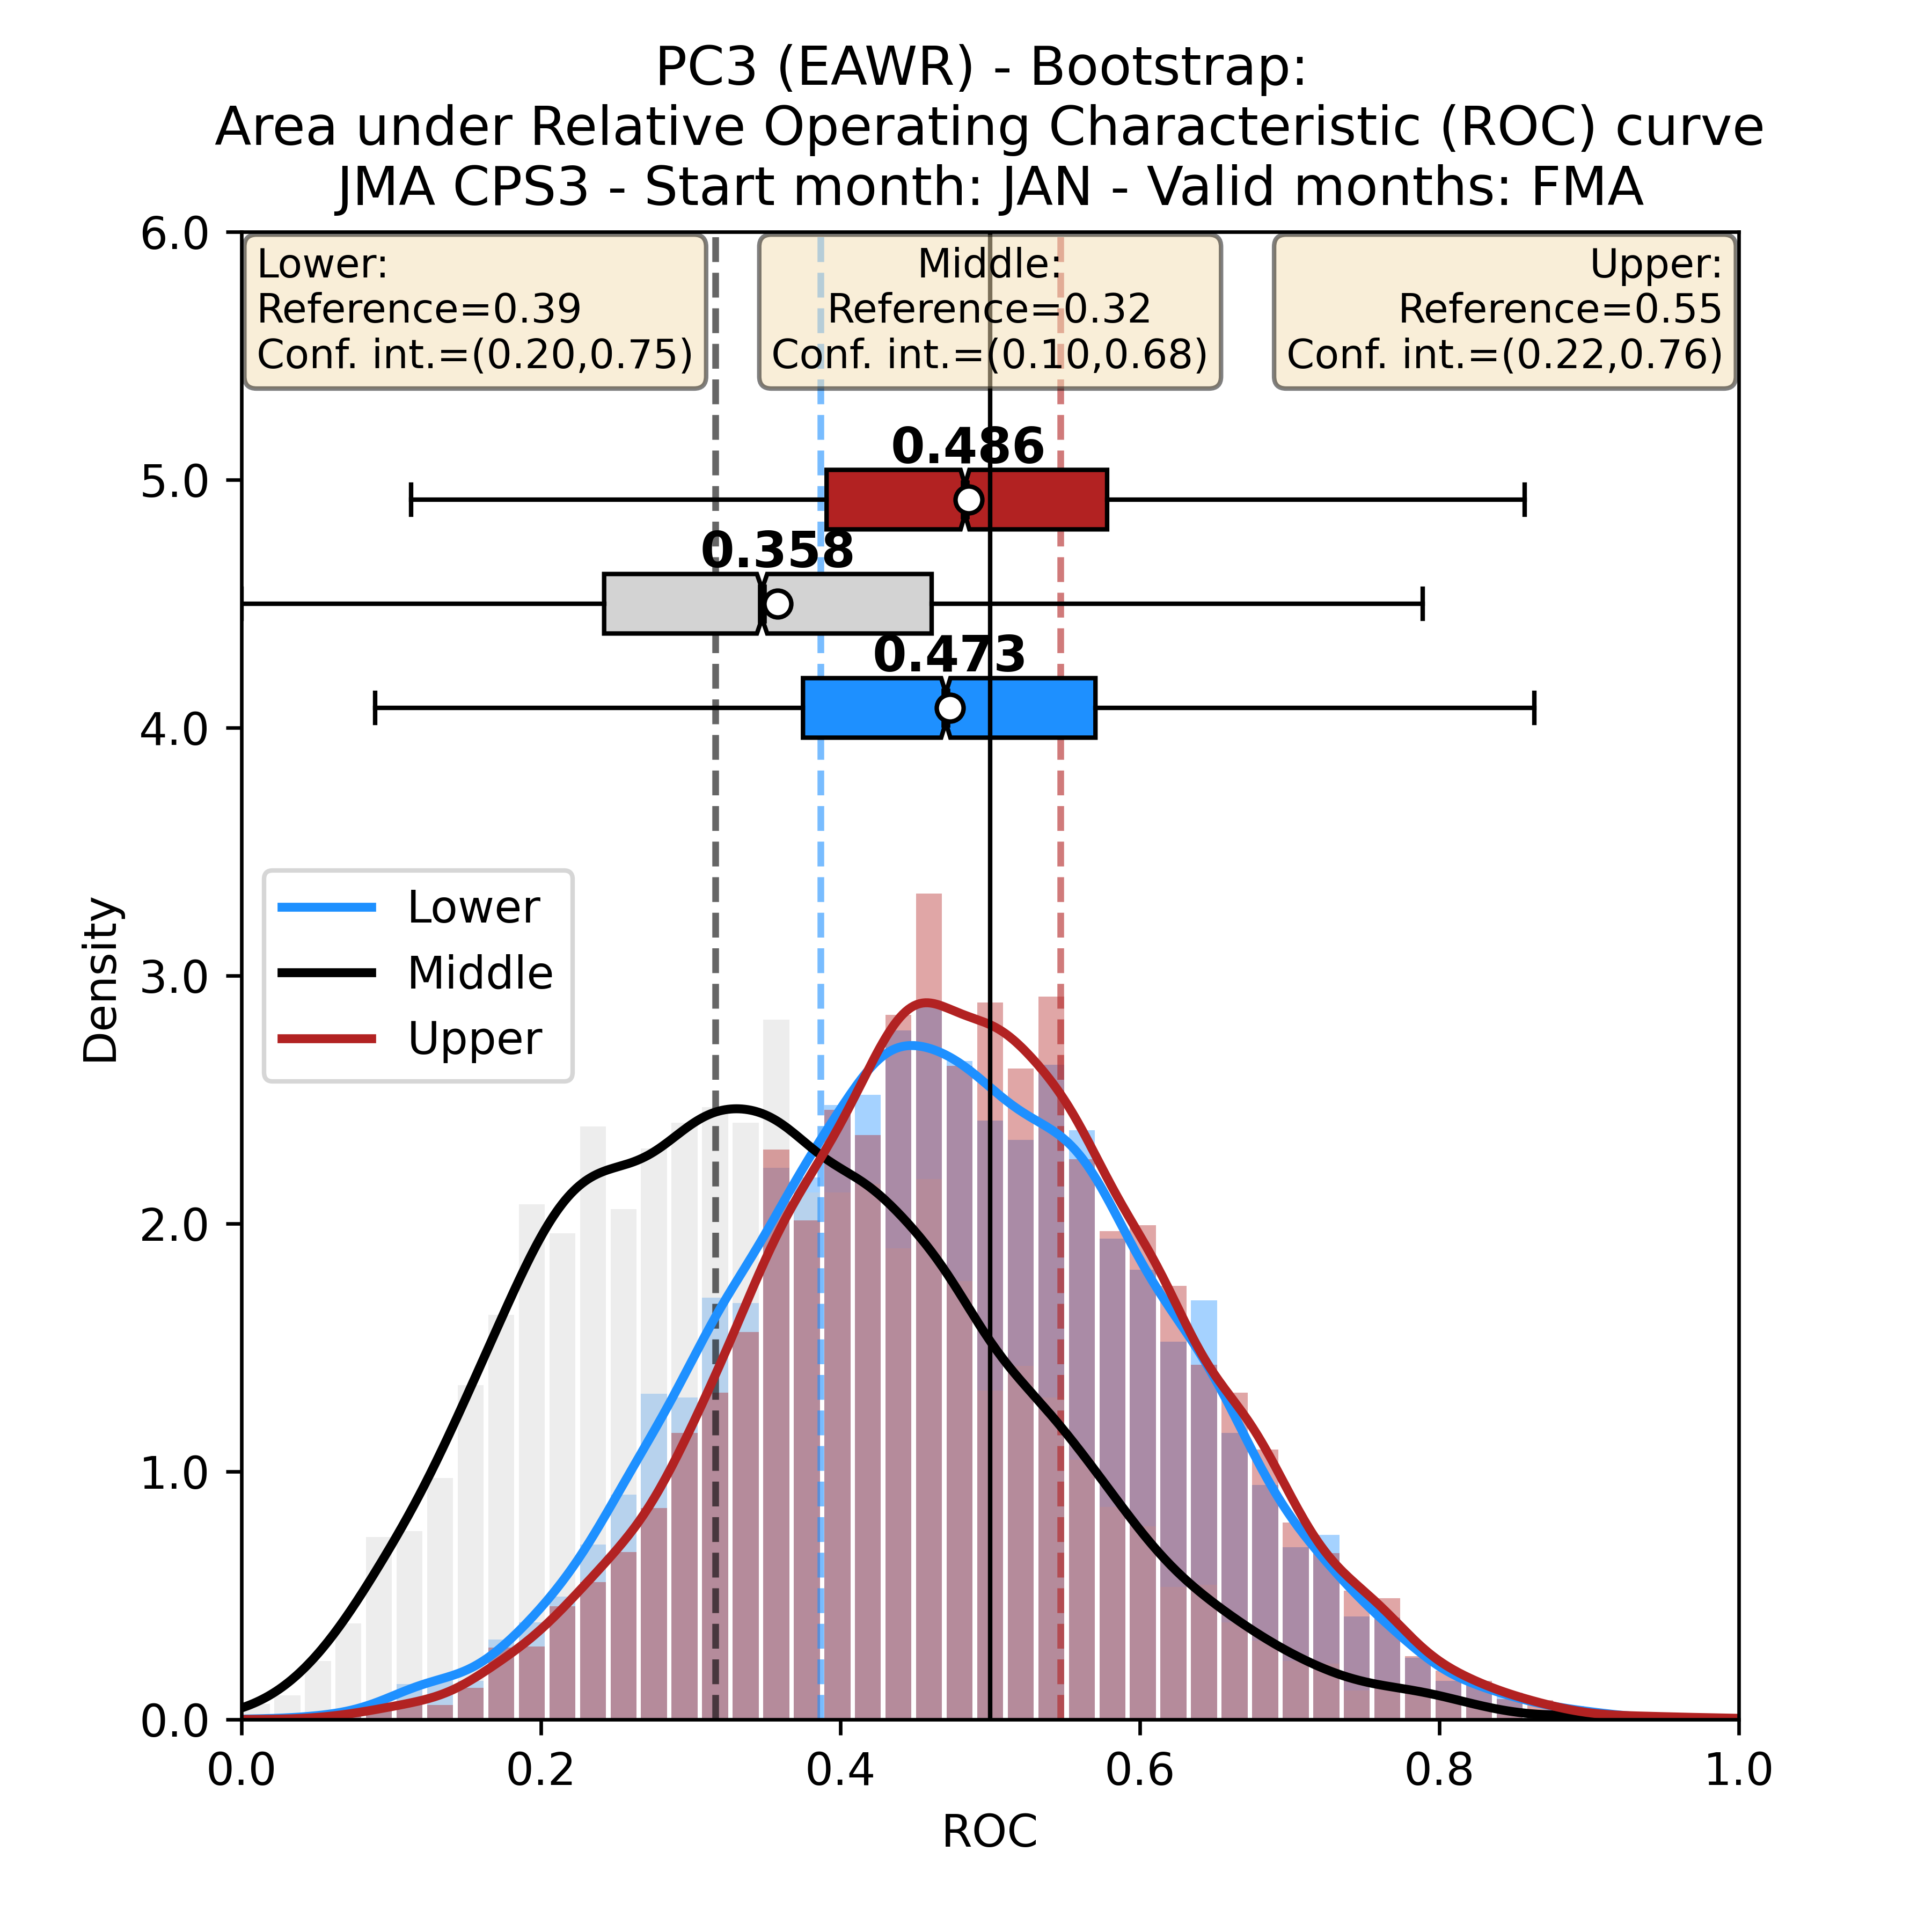 PC3 (EAWR) - Bootstrap:
Area under Relative Operating Characteristic (ROC) curve
JMA CPS3 - Start month: JAN - Valid months: FMA
Lower:
Reference=0.39
Conf. int.=(0.20,0.75)
Middle:
Reference=0.32
Conf. int.=(0.10,0.68)
Upper:
Reference=0.55
Conf. int.=(0.22,0.76)
0.486
0.358
0.473
6.0
5.0
4.0
3.0
2.0
1.0
0.0
Density
Lower
Middle
Upper
0.0
0.2
0.4
0.6
0.8
1.0
ROC